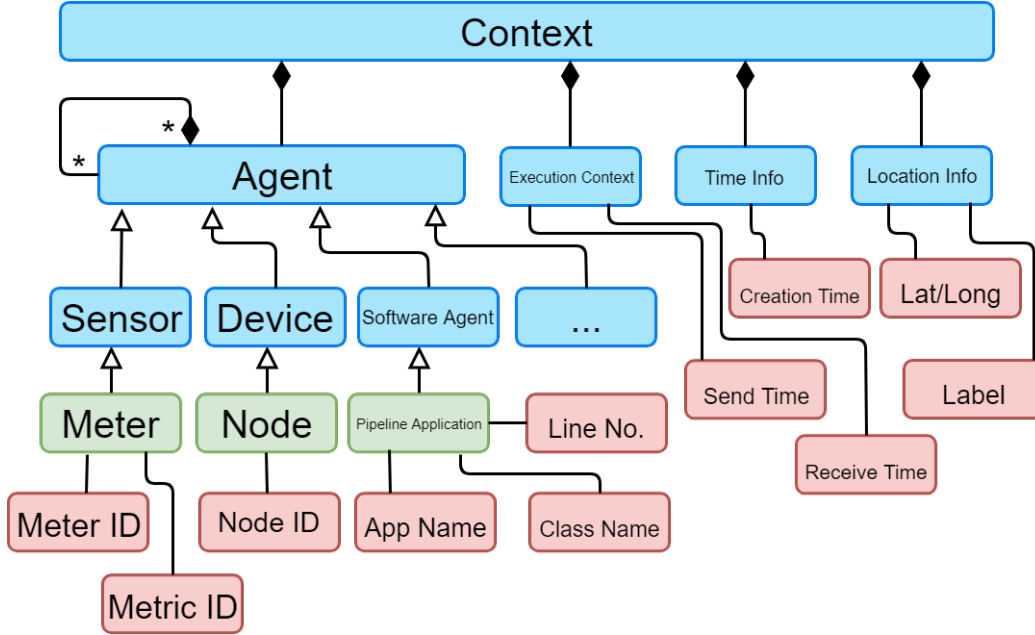 Context
*
*
Agent
Execution Context
Time Info
Location Info
Creation Time
Lat/Long
Sensor
Device
Software Agent
...
Send Time
Label
Meter
Node
Pipeline Application
Line No.
Receive Time
Meter ID
Node ID
App Name
Class Name
Metric ID